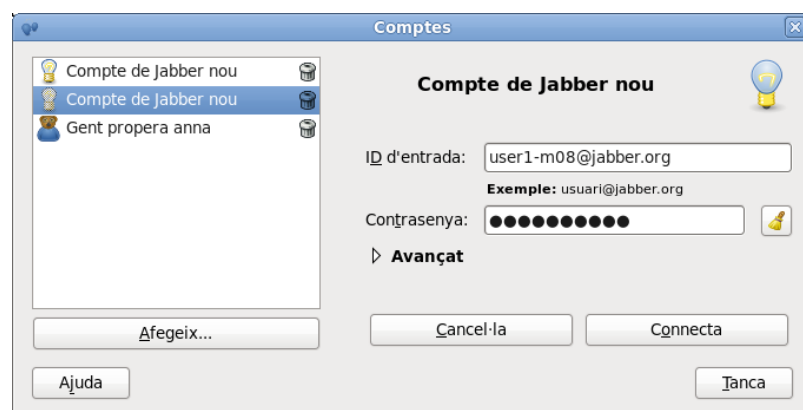 Comptes
Compte de Jabber nou
Compte de Jabber nou
Gent propera anna
Afegeix...
Ajuda
Compte de Jabber nou
ID d'entrada: user1-m08@jabber.org
Exemple: usuari@jabber.org
Contrasenya: ●●●●●●●●●●
Avançat
Cancel·la Connecta
Tanca